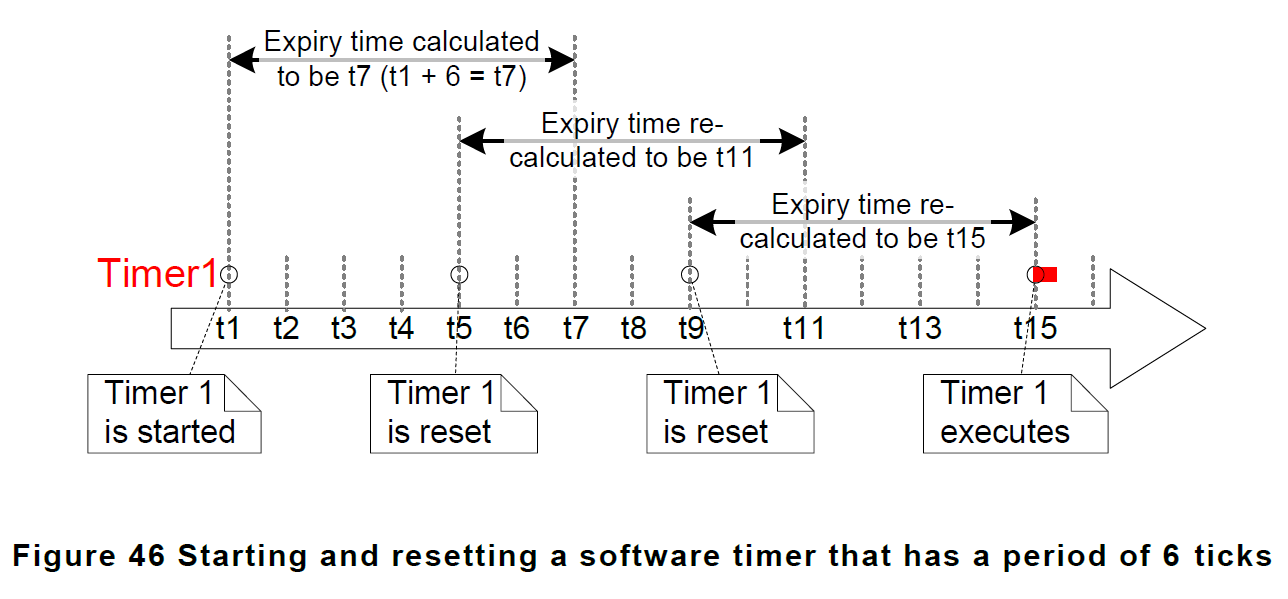 Expiry time calculated
to be t7 (t1 + 6 = t7)
Expiry time re-
calculated to be t11
Expiry time re-
calculated to be t15
Timer1
t1 t2 t3 t4 t5 t6 t7 t8 t9 t11 t13 t15
Timer 1
is started
Timer 1
is reset
Timer 1
is reset
Timer 1
executes
Figure 46 Starting and resetting a software timer that has a period of 6 ticks